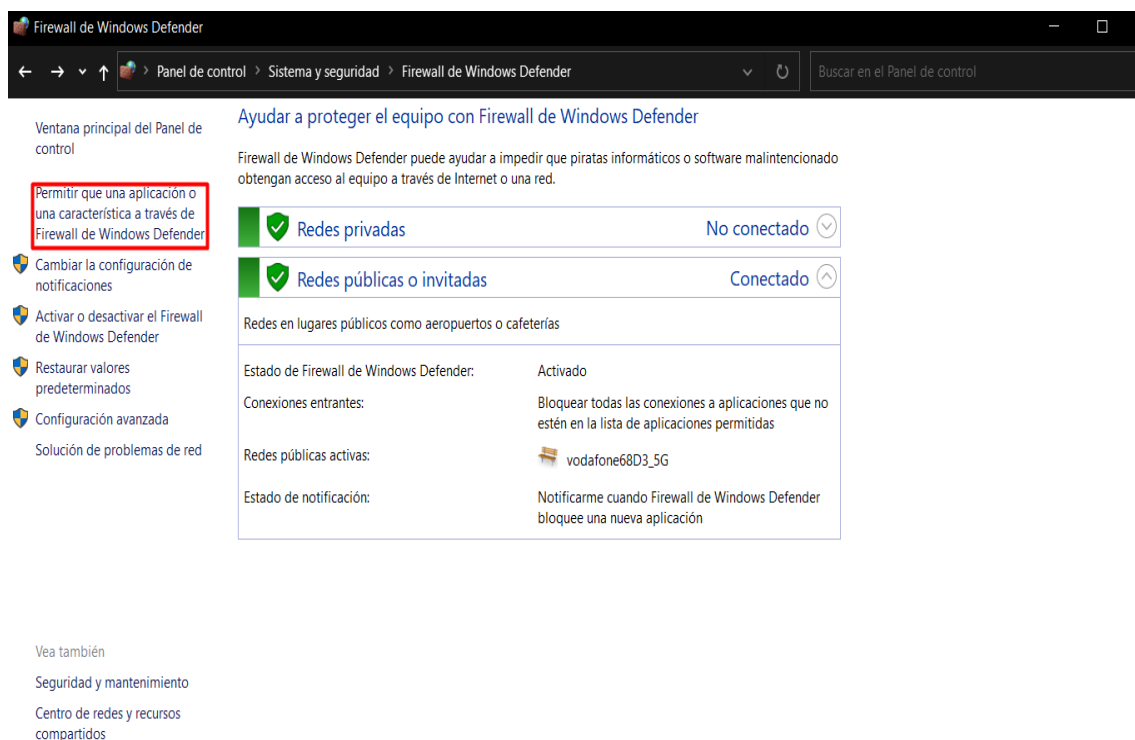 Firewall de Windows Defender
Panel de control > Sistema y seguridad > Firewall de Windows Defender
Buscar en el Panel de control
Ventana principal del Panel de
control
Permitir que una aplicación o
una característica a través de
Firewall de Windows Defender
Cambiar la configuración de
notificaciones
Activar o desactivar el Firewall
de Windows Defender
Restaurar valores
predeterminados
Configuración avanzada
Solución de problemas de red
Ayudar a proteger el equipo con Firewall de Windows Defender
Firewall de Windows Defender puede ayudar a impedir que piratas informáticos o software malintencionado
obtengan acceso al equipo a través de Internet o una red.
Redes privadas No conectado
Redes públicas o invitadas Conectado
Redes en lugares públicos como aeropuertos o cafeterías
Estado de Firewall de Windows Defender: Activado
Conexiones entrantes: Bloquear todas las conexiones a aplicaciones que no
estén en la lista de aplicaciones permitidas
Redes públicas activas: vodafone68D3_5G
Estado de notificación: Notificarme cuando Firewall de Windows Defender
bloquee una nueva aplicación
Vea también
Seguridad y mantenimiento
Centro de redes y recursos
compartidos